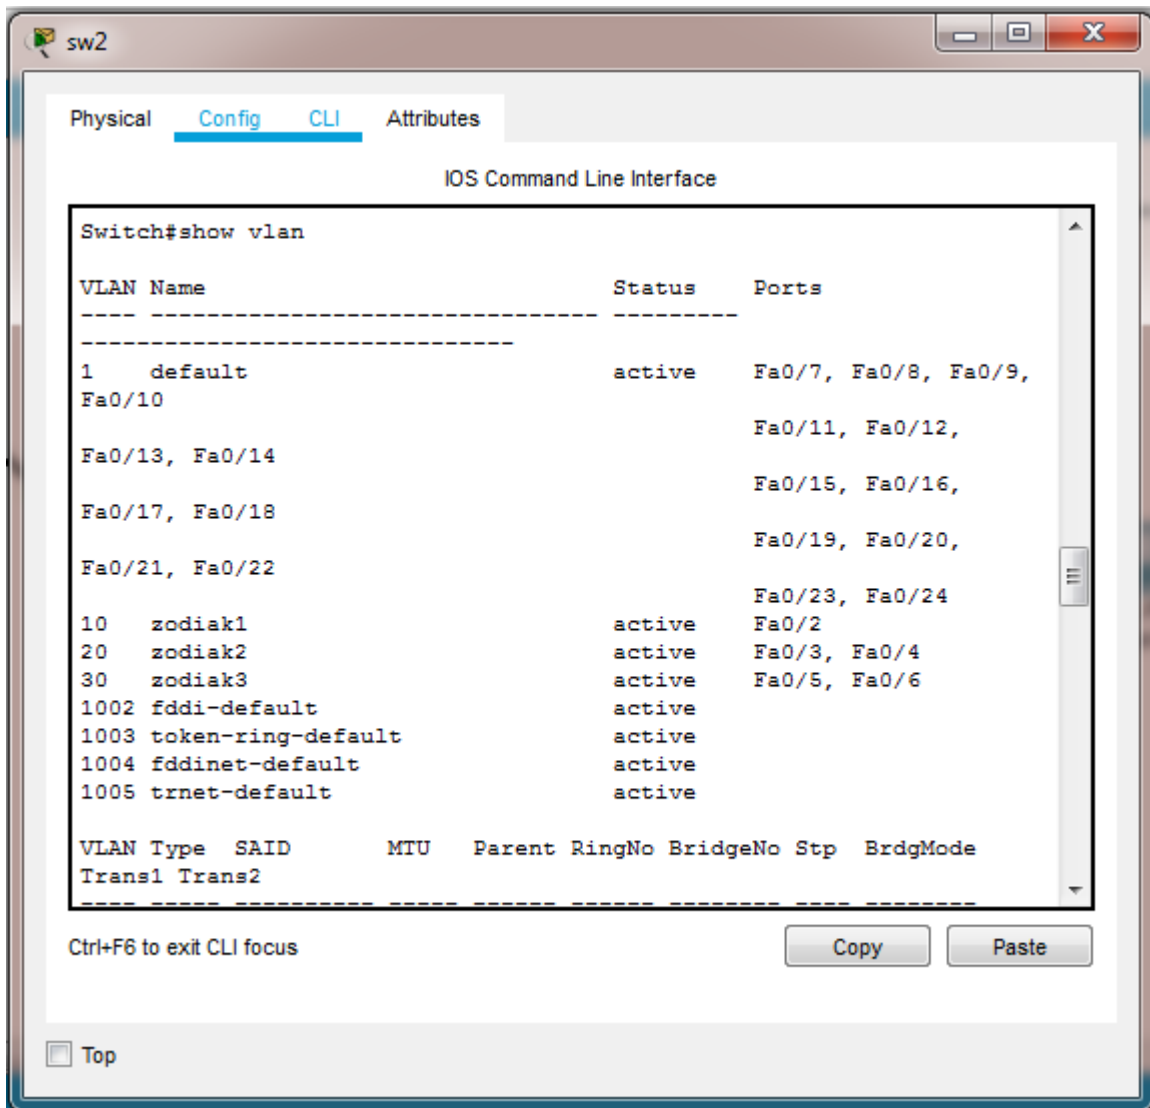 sw2
Physical Config CLI Attributes
IOS Command Line Interface
Switch#show vlan
VLAN Name                             Status    Ports
---- -------------------------------- ---------
-------------------------------
1    default                          active    Fa0/7, Fa0/8, Fa0/9,
Fa0/10
                                                Fa0/11, Fa0/12,
Fa0/13, Fa0/14
                                                Fa0/15, Fa0/16,
Fa0/17, Fa0/18
                                                Fa0/19, Fa0/20,
Fa0/21, Fa0/22
                                                Fa0/23, Fa0/24
10   zodiak1                          active    Fa0/2
20   zodiak2                          active    Fa0/3, Fa0/4
30   zodiak3                          active    Fa0/5, Fa0/6
1002 fddi-default                     active
1003 token-ring-default               active
1004 fddinet-default                  active
1005 trnet-default                    active
VLAN Type  SAID       MTU   Parent RingNo BridgeNo Stp  BrdgMode
Trans1 Trans2
---- ----- ---------- ----- ------ ------ -------- ---- --------
Ctrl+F6 to exit CLI focus
Copy Paste
Top